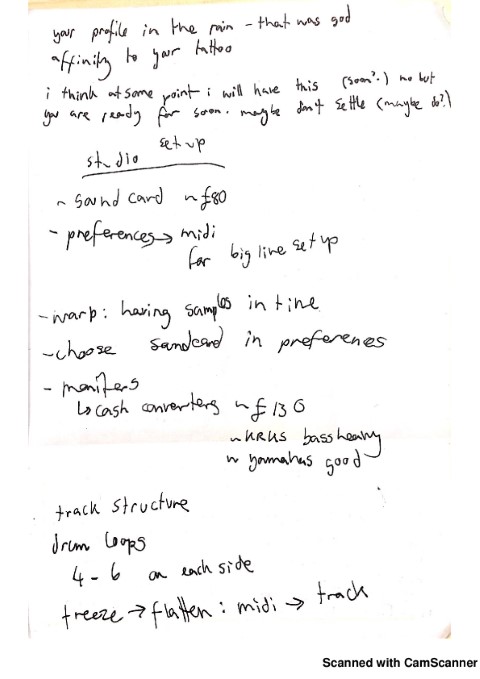 your profile in the rain - that was god
affinity to your tattoo
i think at some point i will have this (soon?) no but
you are ready for soon. maybe don't settle (maybe do?)
set up
studio
~ sound card ~£80
- preferences → midi
for big live set up
- warp: having samples in time
- choose soundcard in preferences
- moniters
↳ cash converters ~ £130
~ KRKs bass heavy
~ yamahas good
track structure
drum loops
4 - 6 on each side
freeze → flatten : midi → track
Scanned with CamScanner